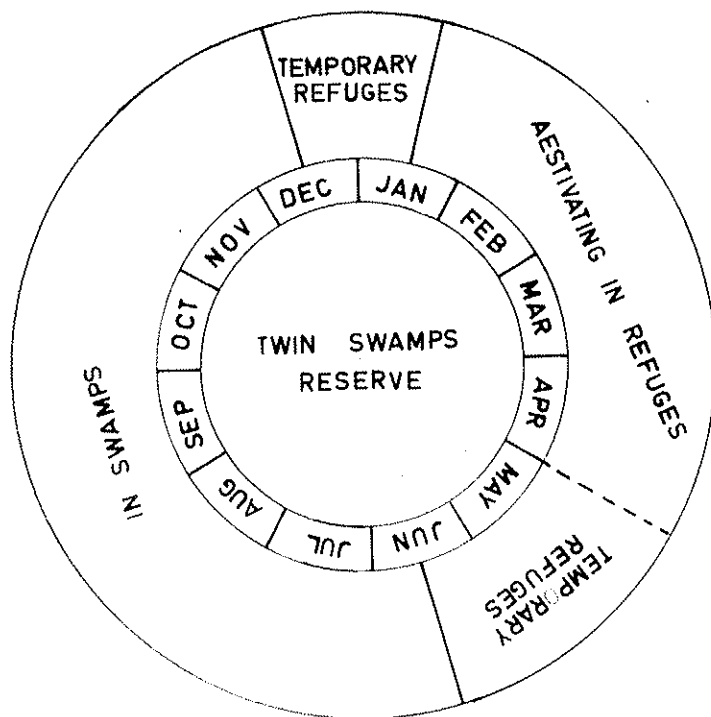 TEMPORARY
REFUGES
AESTIVATING IN REFUGES
TEMPORARY
REFUGES
IN SWAMPS
JAN
FEB
MAR
APR
MAY
JUN
JUL
AUG
SEP
OCT
NOV
DEC
TWIN SWAMPS
RESERVE